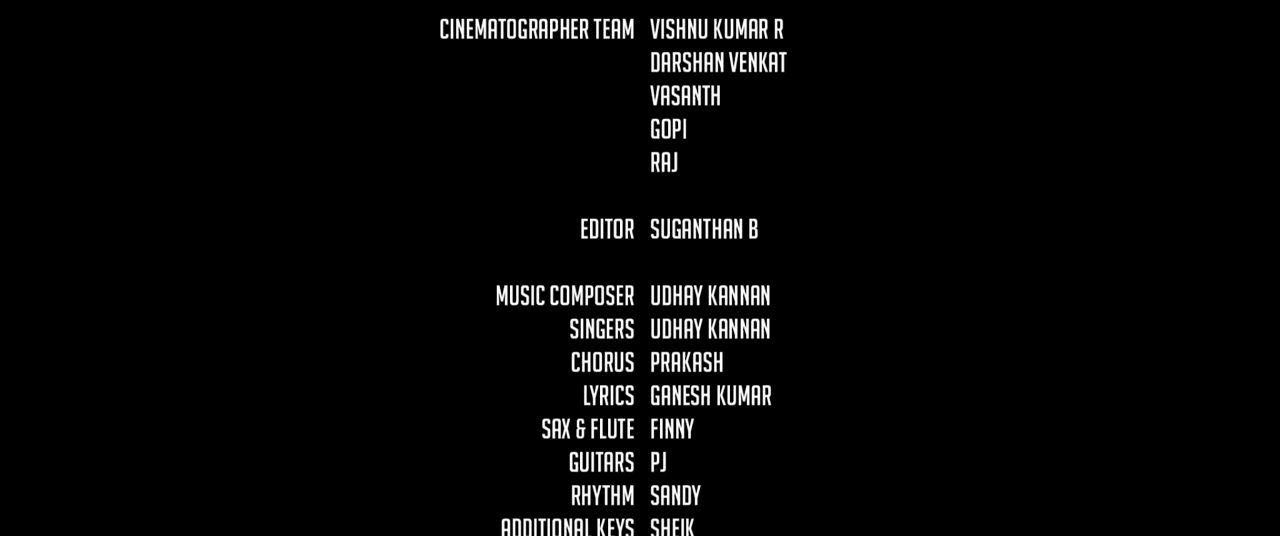 CINEMATOGRAPHER TEAM VISHNU KUMAR R
DARSHAN VENKAT
VASANTH
GOPI
RAJ
EDITOR SUGANTHAN B
MUSIC COMPOSER UDHAY KANNAN
SINGERS UDHAY KANNAN
CHORUS PRAKASH
LYRICS GANESH KUMAR
SAX & FLUTE FINNY
GUITARS PJ
RHYTHM SANDY
ADDITIONAL KEYS SHEIK